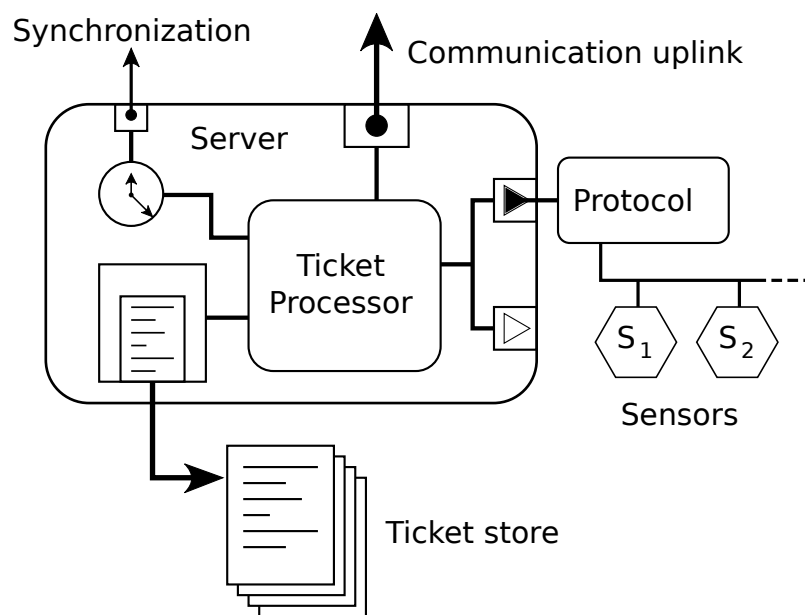 Synchronization
Communication uplink
Server
Protocol
Ticket
Processor
S1
S2
Sensors
Ticket store